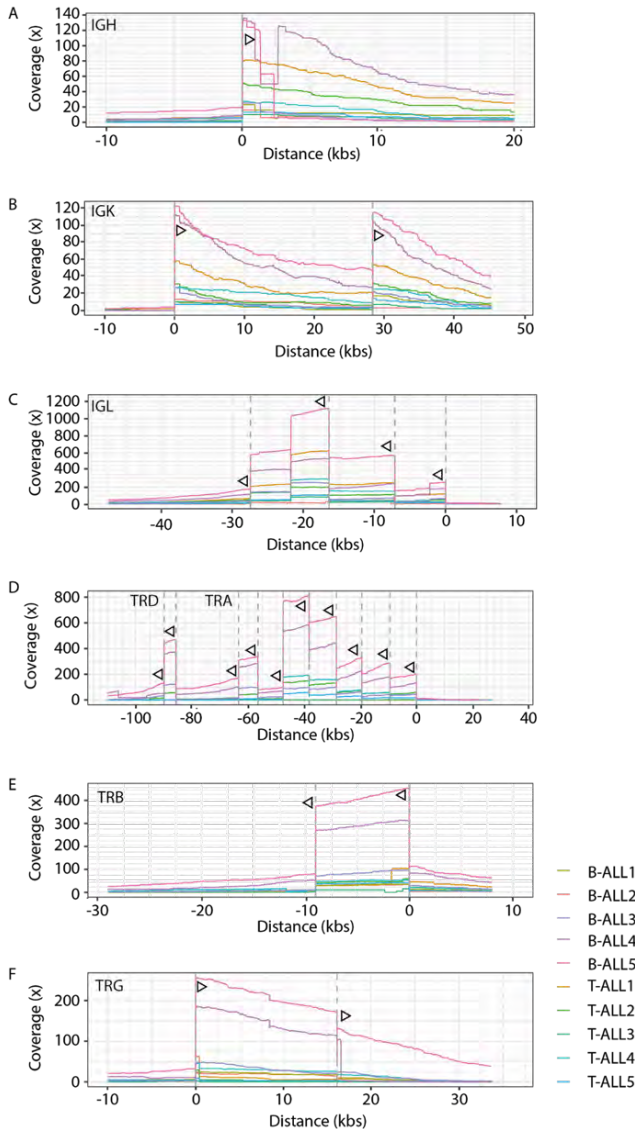 A
IGH
Coverage (x)
140
120
100
80
60
40
20
0
-10 0 10 20
Distance (kbs)
B
IGK
Coverage (x)
120
100
80
60
40
20
0
-10 0 10 20 30 40 50
Distance (kbs)
C
IGL
Coverage (x)
1200
1000
800
600
400
200
0
-40 -30 -20 -10 0 10
Distance (kbs)
D
TRD TRA
Coverage (x)
800
600
400
200
0
-100 -80 -60 -40 -20 0 20 40
Distance (kbs)
E
TRB
Coverage (x)
400
300
200
100
0
-30 -20 -10 0 10
Distance (kbs)
F
TRG
Coverage (x)
200
100
0
-10 0 10 20 30
Distance (kbs)
B-ALL1
B-ALL2
B-ALL3
B-ALL4
B-ALL5
T-ALL1
T-ALL2
T-ALL3
T-ALL4
T-ALL5